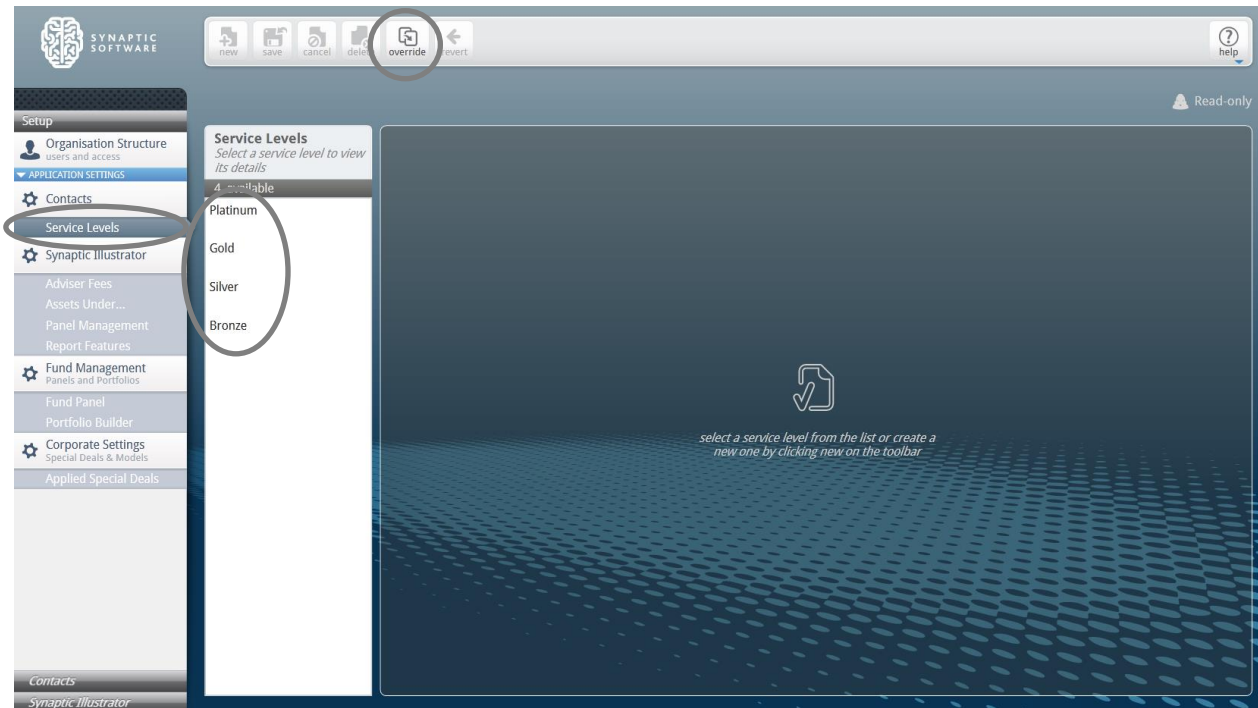 SYNAPTIC
SOFTWARE
new save cancel delete override revert
help
Read-only
Setup
Organisation Structure
users and access
APPLICATION SETTINGS
Contacts
Service Levels
Synaptic Illustrator
Adviser Fees
Assets Under...
Panel Management
Report Features
Fund Management
Panels and Portfolios
Fund Panel
Portfolio Builder
Corporate Settings
Special Deals & Models
Applied Special Deals
Contacts
Synaptic Illustrator
Service Levels
Select a service level to view
its details
4 available
Platinum
Gold
Silver
Bronze
select a service level from the list or create a
new one by clicking new on the toolbar